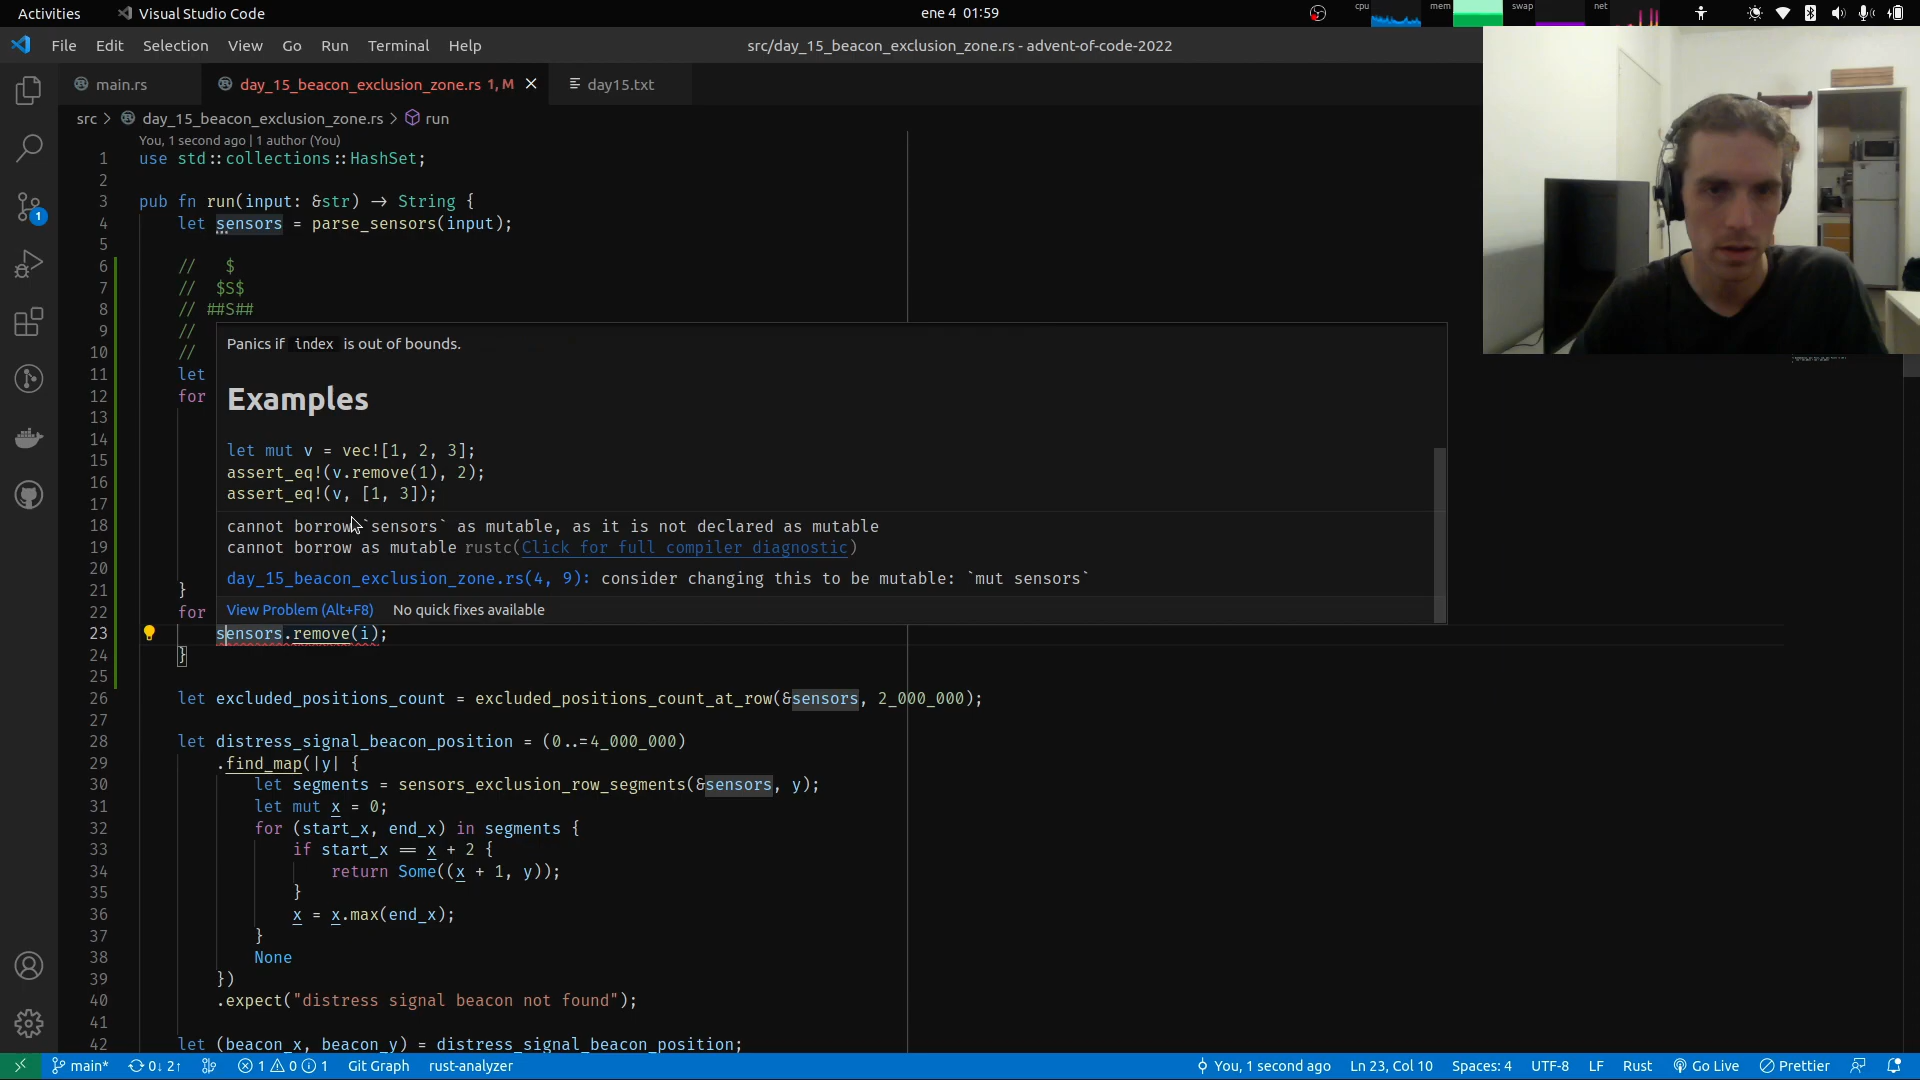 Activities Visual Studio Code ene 4 01:59 cpu mem swap net
File Edit Selection View Go Run Terminal Help src/day_15_beacon_exclusion_zone.rs - advent-of-code-2022
main.rs day_15_beacon_exclusion_zone.rs 1, M day15.txt
src > day_15_beacon_exclusion_zone.rs > run
You, 1 second ago | 1 author (You)
1 use std::collections::HashSet;
2
3 pub fn run(input: &str) -> String {
4 let sensors = parse_sensors(input);
5
6 // $
7 // $S$
8 // ##S##
9 //
10 //
11 let
12 for
13
14
15
16
17
18
19
20
21 }
22 for
23 sensors.remove(i);
24 }
25
26 let excluded_positions_count = excluded_positions_count_at_row(&sensors, 2_000_000);
27
28 let distress_signal_beacon_position = (0..=4_000_000)
29 .find_map(|y| {
30 let segments = sensors_exclusion_row_segments(&sensors, y);
31 let mut x = 0;
32 for (start_x, end_x) in segments {
33 if start_x == x + 2 {
34 return Some((x + 1, y));
35 }
36 x = x.max(end_x);
37 }
38 None
39 })
40 .expect("distress signal beacon not found");
41
42 let (beacon_x, beacon_y) = distress_signal_beacon_position;
Panics if index is out of bounds.
Examples
let mut v = vec![1, 2, 3];
assert_eq!(v.remove(1), 2);
assert_eq!(v, [1, 3]);
cannot borrow `sensors` as mutable, as it is not declared as mutable
cannot borrow as mutable rustc(Click for full compiler diagnostic)
day_15_beacon_exclusion_zone.rs(4, 9): consider changing this to be mutable: `mut sensors`
View Problem (Alt+F8) No quick fixes available
1
main* 0↓ 2↑ 1 0 1 Git Graph rust-analyzer You, 1 second ago Ln 23, Col 10 Spaces: 4 UTF-8 LF Rust Go Live Prettier